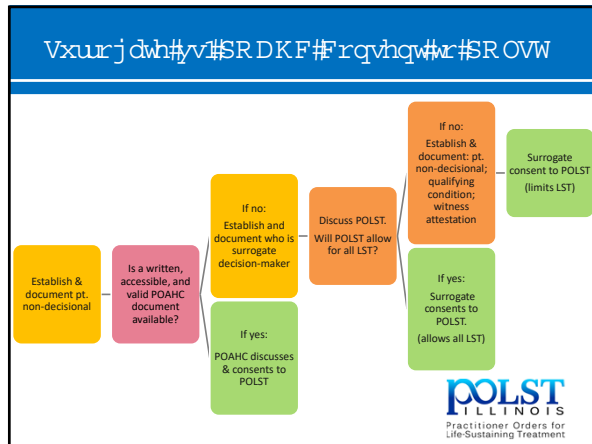 Vxuurjdwh#yv1#SRDKF#Frqvhqw#wr#SROVW
Establish &
document pt.
non-decisional
Is a written,
accessible, and
valid POAHC
document
available?
If no:
Establish and
document who is
surrogate
decision-maker
If yes:
POAHC discusses
& consents to
POLST
Discuss POLST.
Will POLST allow
for all LST?
If no:
Establish &
document: pt.
non-decisional;
qualifying
condition;
witness
attestation
Surrogate
consent to POLST
(limits LST)
If yes:
Surrogate
consents to
POLST.
(allows all LST)
POLST
ILLINOIS
Practitioner Orders for
Life-Sustaining Treatment